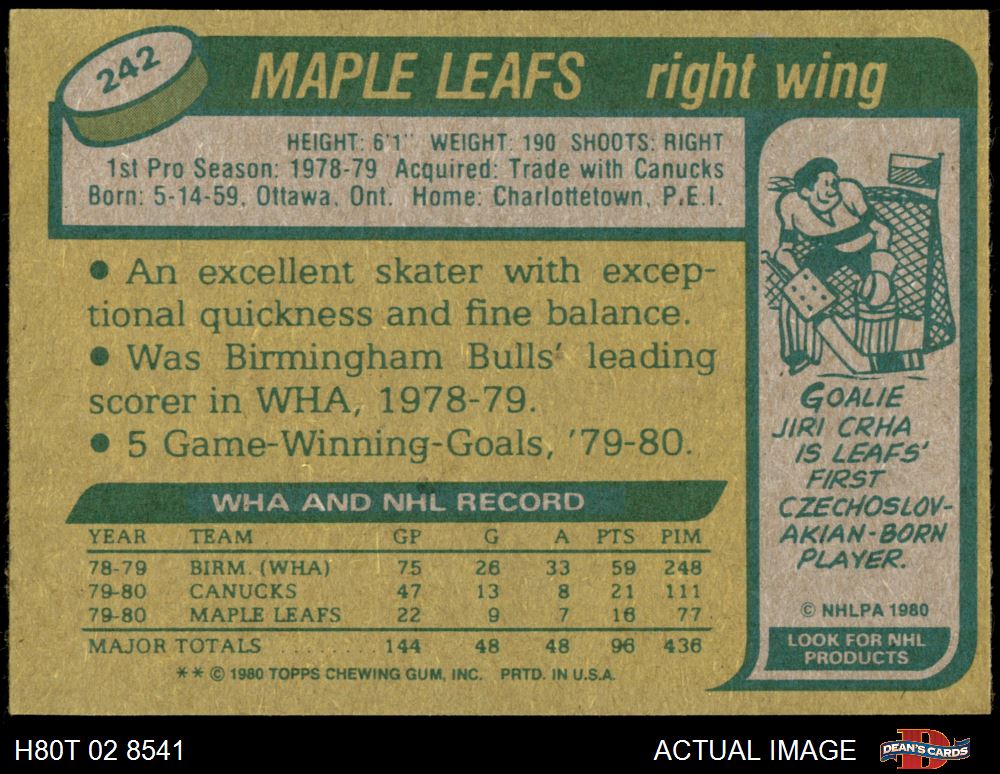 242
MAPLE LEAFS right wing
HEIGHT: 6'1" WEIGHT: 190 SHOOTS: RIGHT
1st Pro Season: 1978-79 Acquired: Trade with Canucks
Born: 5-14-59, Ottawa, Ont. Home: Charlottetown, P.E.I.
• An excellent skater with excep-
tional quickness and fine balance.
• Was Birmingham Bulls' leading
scorer in WHA, 1978-79.
• 5 Game-Winning-Goals, '79-80.
WHA AND NHL RECORD
YEAR TEAM GP G A PTS PIM
78-79 BIRM. (WHA) 75 26 33 59 248
79-80 CANUCKS 47 13 8 21 111
79-80 MAPLE LEAFS 22 9 7 16 77
MAJOR TOTALS ........ 144 48 48 96 436
** © 1980 TOPPS CHEWING GUM, INC. PRTD. IN U.S.A.
GOALIE
JIRI CRHA
IS LEAFS'
FIRST
CZECHOSLOV-
AKIAN-BORN
PLAYER.
© NHLPA 1980
LOOK FOR NHL
PRODUCTS
H80T 02 8541
ACTUAL IMAGE
DEAN'S CARDS